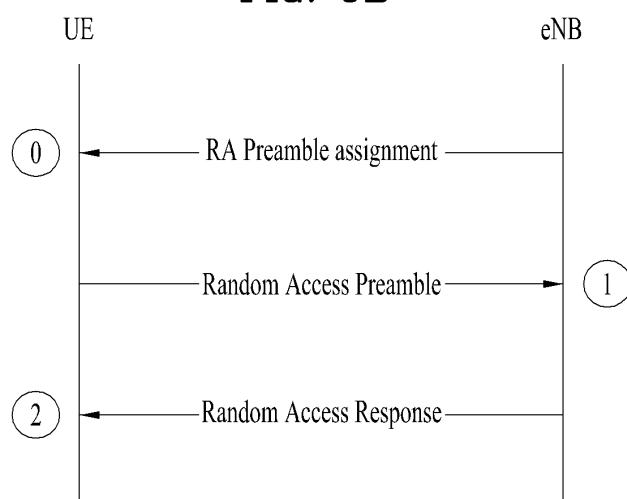 UE
eNB
0
RA Preamble assignment
Random Access Preamble
1
2
Random Access Response